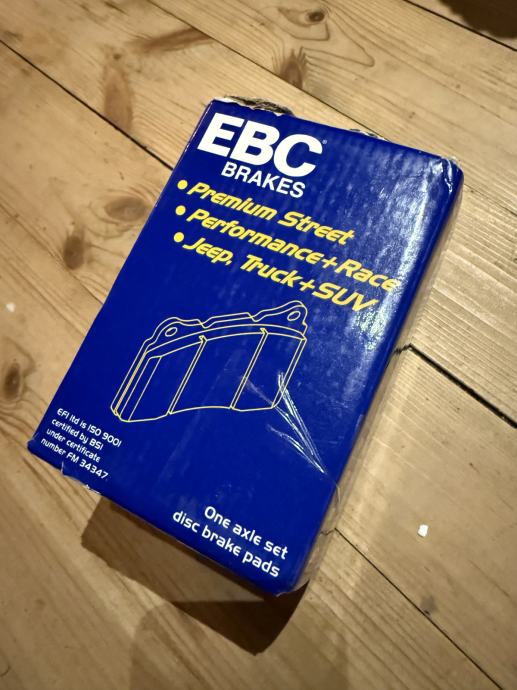 EBC®
BRAKES
• Premium Street
• Performance+Race
• Jeep, Truck+SUV
EFI ltd is ISO 9001
certified by BSI
under certificate
number FM 34347
One axle set
disc brake pads